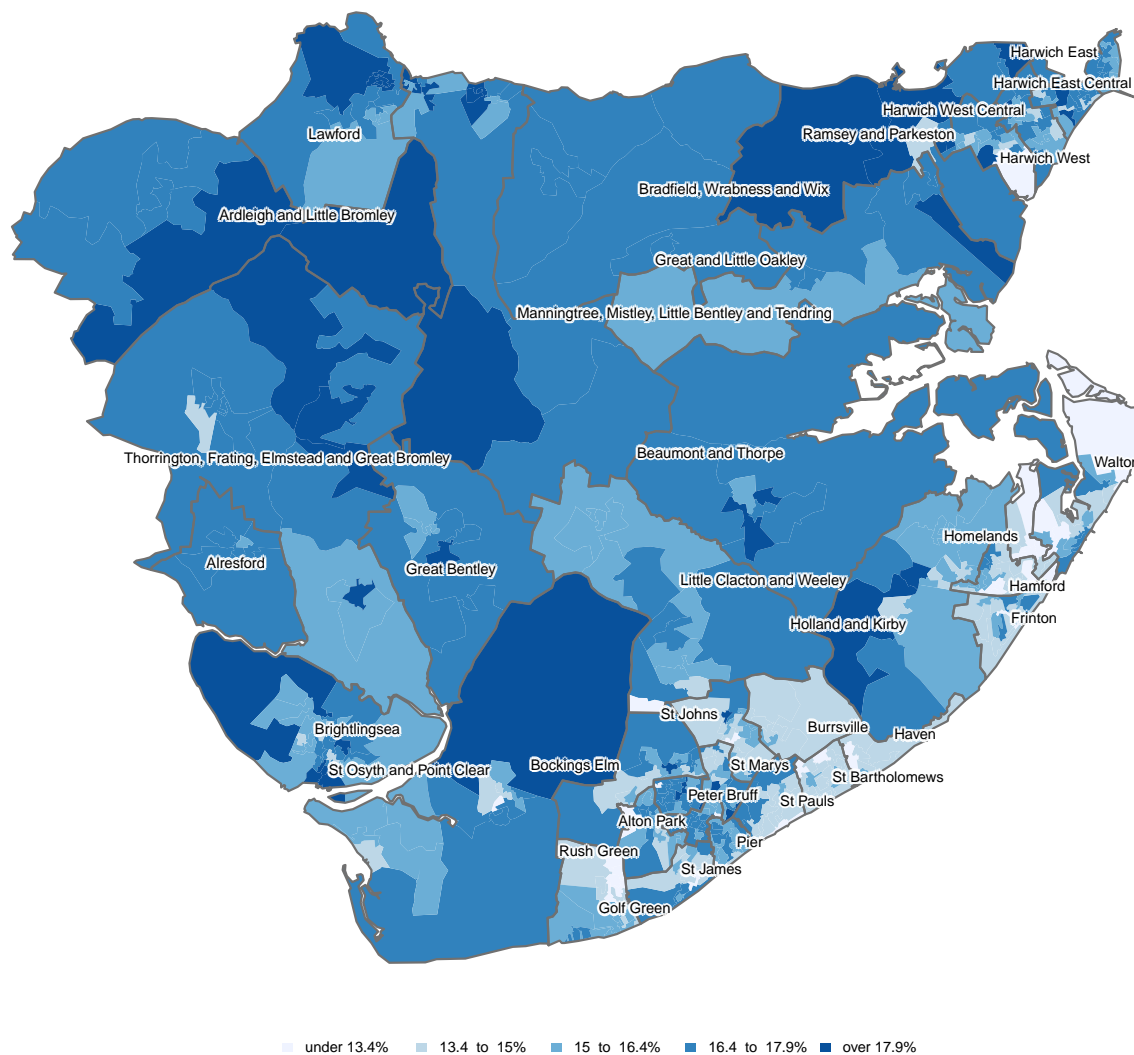 Harwich East
Harwich East Central
Harwich West Central
Lawford
Ramsey and Parkeston
Harwich West
Bradfield, Wrabness and Wix
Ardleigh and Little Bromley
Great and Little Oakley
Manningtree, Mistley, Little Bentley and Tendring
Beaumont and Thorpe
Thorrington, Frating, Elmstead and Great Bromley
Walton
Homelands
Alresford
Great Bentley
Little Clacton and Weeley
Hamford
Frinton
Holland and Kirby
St Johns
Burrsville
Brightlingsea
Haven
St Osyth and Point Clear
Bockings Elm
St Marys
St Bartholomews
Peter Bruff
St Pauls
Alton Park
Pier
Rush Green
St James
Golf Green
under 13.4% 13.4 to 15% 15 to 16.4% 16.4 to 17.9% over 17.9%